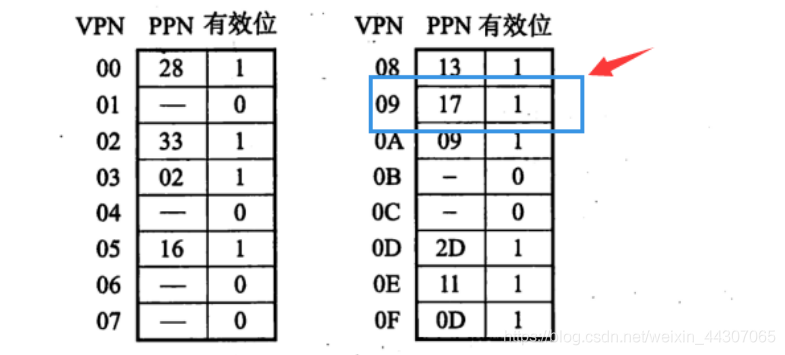 VPN PPN 有效位 VPN PPN 有效位
00 28 1 08 13 1
01 — 0 09 17 1
02 33 1 0A 09 1
03 02 1 0B – 0
04 — 0 0C – 0
05 16 1 0D 2D 1
06 — 0 0E 11 1
07 — 0 0F 0D 1
https://blog.csdn.net/weixin_44307065